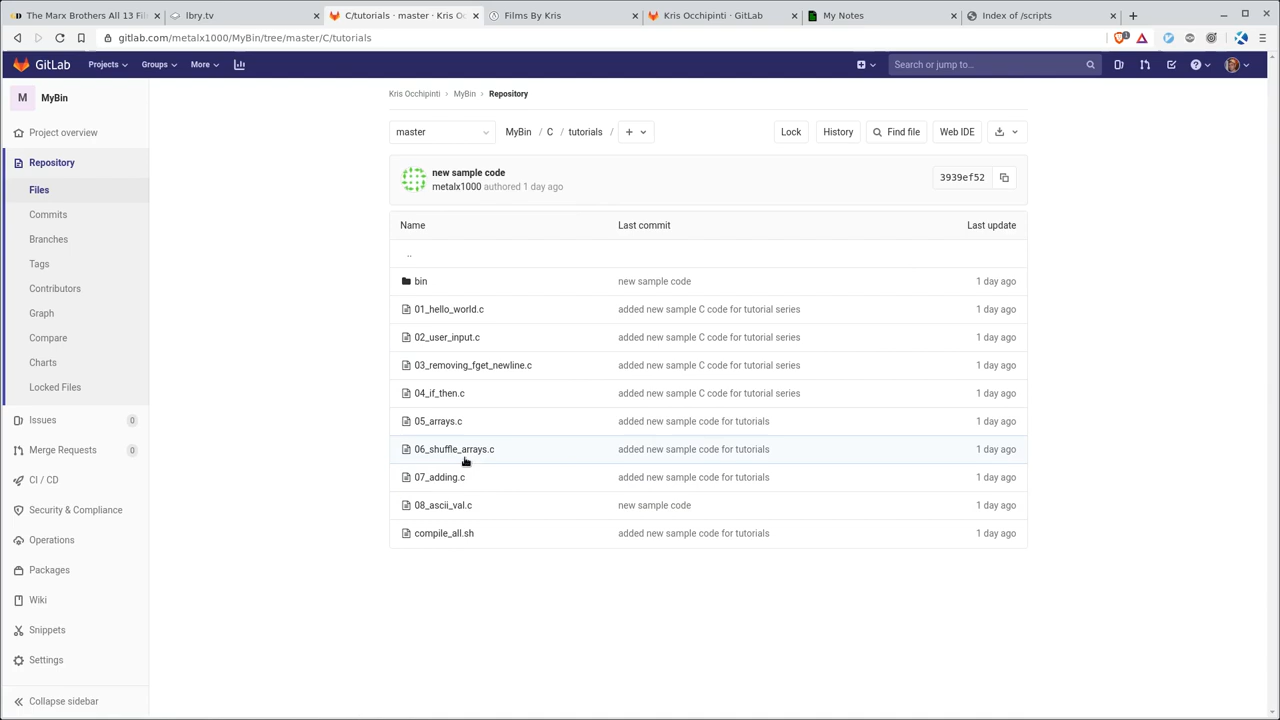 The Marx Brothers All 13 Fil
lbry.tv
C/tutorials · master · Kris O
Films By Kris
Kris Occhipinti · GitLab
My Notes
Index of /scripts
gitlab.com/metalx1000/MyBin/tree/master/C/tutorials
GitLab
Projects
Groups
More
Search or jump to...
M
MyBin
Project overview
Repository
Files
Commits
Branches
Tags
Contributors
Graph
Compare
Charts
Locked Files
Issues
0
Merge Requests
0
CI / CD
Security & Compliance
Operations
Packages
Wiki
Snippets
Settings
Collapse sidebar
Kris Occhipinti > MyBin > Repository
master
MyBin / C / tutorials / +
Lock
History
Find file
Web IDE
new sample code
metalx1000 authored 1 day ago
3939ef52
Name Last commit Last update
..
bin new sample code 1 day ago
01_hello_world.c added new sample C code for tutorial series 1 day ago
02_user_input.c added new sample C code for tutorial series 1 day ago
03_removing_fget_newline.c added new sample C code for tutorial series 1 day ago
04_if_then.c added new sample C code for tutorial series 1 day ago
05_arrays.c added new sample code for tutorials 1 day ago
06_shuffle_arrays.c added new sample code for tutorials 1 day ago
07_adding.c added new sample code for tutorials 1 day ago
08_ascii_val.c new sample code 1 day ago
compile_all.sh added new sample code for tutorials 1 day ago